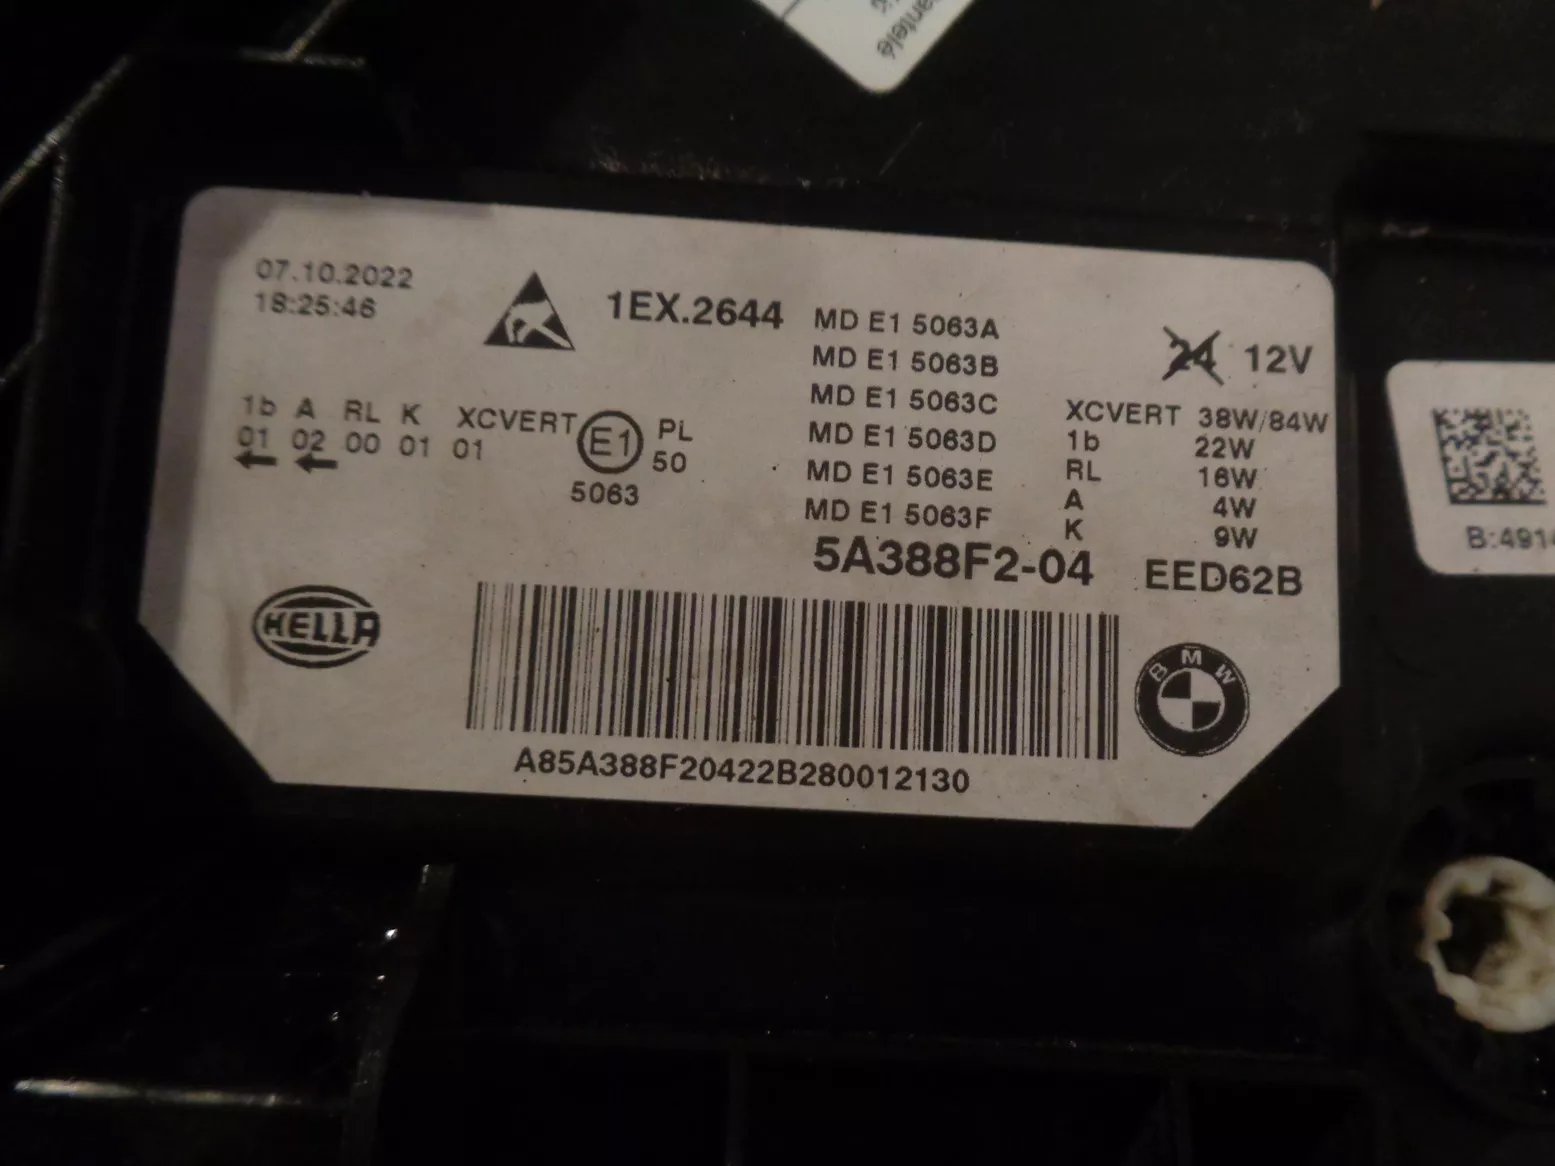 antelé
07.10.2022
18:25:46
1EX.2644
MD E1 5063A
MD E1 5063B
MD E1 5063C
MD E1 5063D
MD E1 5063E
MD E1 5063F
24 12V
1b A RL K XCVERT E1 PL
01 02 00 01 01 50
5063
XCVERT 38W/84W
1b 22W
RL 16W
A 4W
K 9W
5A388F2-04 EED62B
HELLA
BMW
A85A388F20422B280012130
B:4914